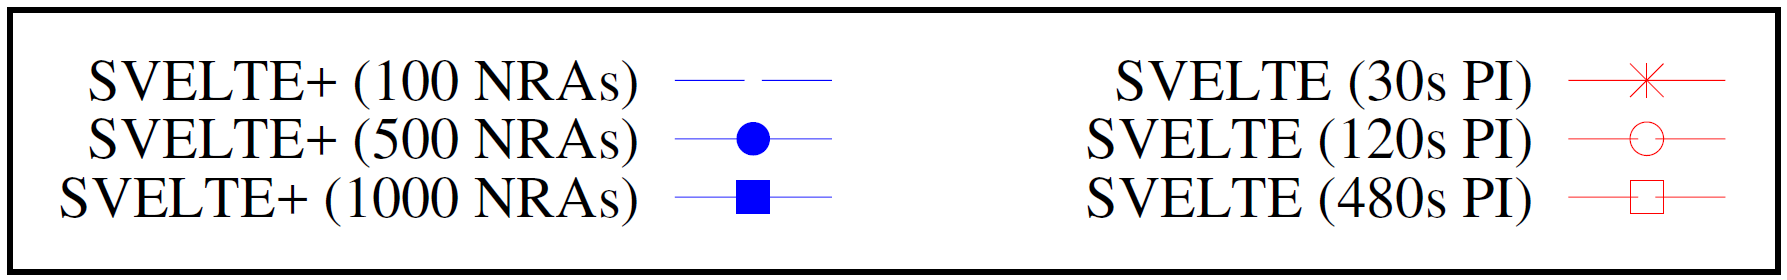 SVELTE+ (100 NRAs)
SVELTE+ (500 NRAs)
SVELTE+ (1000 NRAs)
SVELTE (30s PI)
SVELTE (120s PI)
SVELTE (480s PI)